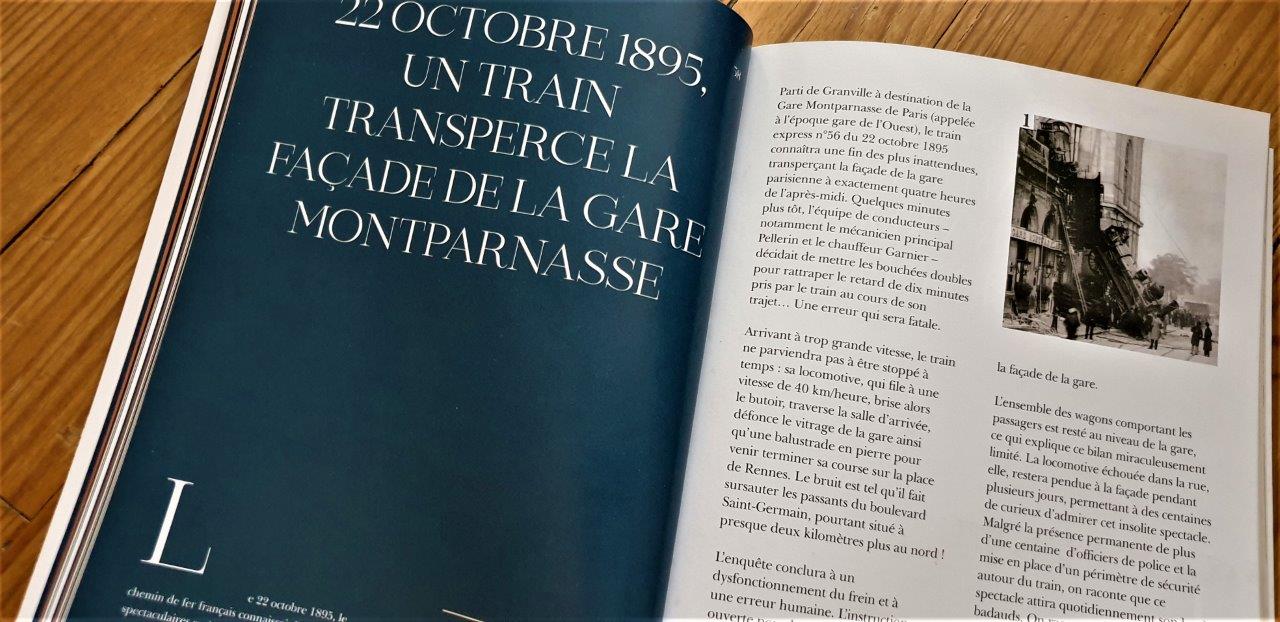 22 OCTOBRE 1895,
UN TRAIN
TRANSPERCE LA
FAÇADE DE LA GARE
MONTPARNASSE
L
e 22 octobre 1895, le
chemin de fer français
spectaculaires
Parti de Granville à destination de la
Gare Montparnasse de Paris (appelée
à l'époque gare de l'Ouest), le train
express n°56 du 22 octobre 1895
connaîtra une fin des plus inattendues,
transperçant la façade de la gare
parisienne à exactement quatre heures
de l'après-midi. Quelques minutes
plus tôt, l'équipe de conducteurs –
notamment le mécanicien principal
Pellerin et le chauffeur Garnier –
décidait de mettre les bouchées doubles
pour rattraper le retard de dix minutes
pris par le train au cours de son
trajet… Une erreur qui sera fatale.
Arrivant à trop grande vitesse, le train
ne parviendra pas à être stoppé à
temps : sa locomotive, qui file à une
vitesse de 40 km/heure, brise alors
le butoir, traverse la salle d'arrivée,
défonce le vitrage de la gare ainsi
qu'une balustrade en pierre pour
venir terminer sa course sur la place
de Rennes. Le bruit est tel qu'il fait
sursauter les passants du boulevard
Saint-Germain, pourtant situé à
presque deux kilomètres plus au nord !
L'enquête conclura à un
dysfonctionnement du frein et à
une erreur humaine. L'instruction
1
la façade de la gare.
L'ensemble des wagons comportant les
passagers est resté au niveau de la gare,
ce qui explique ce bilan miraculeusement
limité. La locomotive échouée dans la rue,
elle, restera pendue à la façade pendant
plusieurs jours, permettant à des centaines
de curieux d'admirer cet insolite spectacle.
Malgré la présence permanente de plus
d'une centaine d'officiers de police et la
mise en place d'un périmètre de sécurité
autour du train, on raconte que ce
spectacle attira quotidiennement
badauds. On